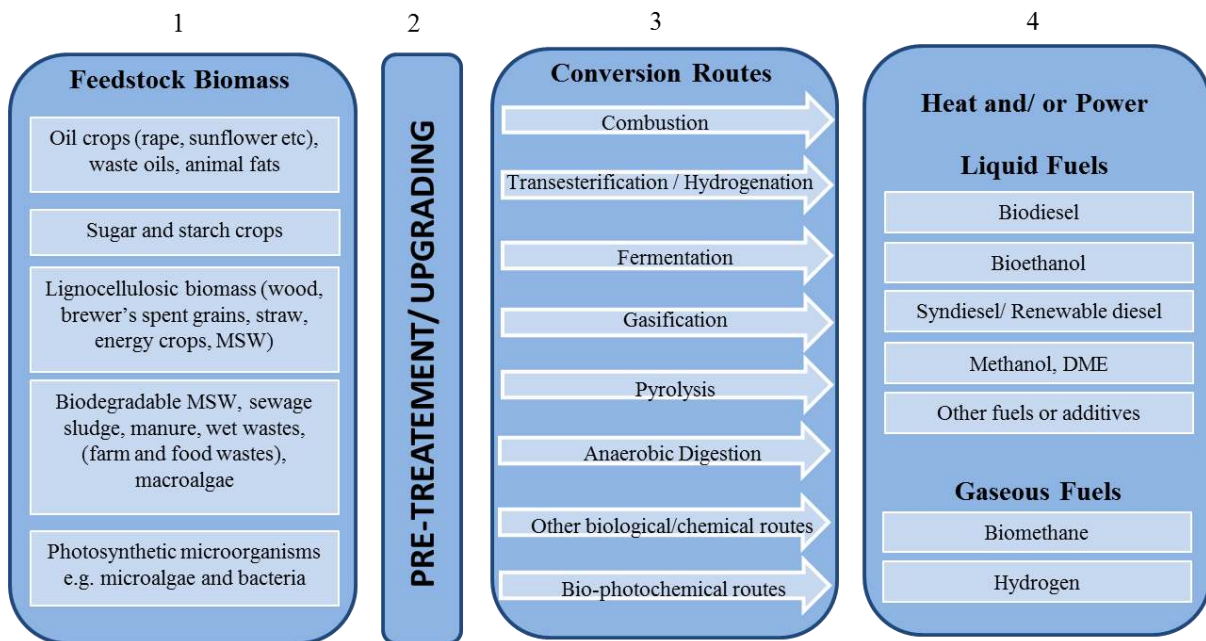 1
2
3
4
Feedstock Biomass
Oil crops (rape, sunflower etc),
waste oils, animal fats
Sugar and starch crops
Lignocellulosic biomass (wood,
brewer's spent grains, straw,
energy crops, MSW)
Biodegradable MSW, sewage
sludge, manure, wet wastes,
(farm and food wastes),
macroalgae
Photosynthetic microorganisms
e.g. microalgae and bacteria
PRE-TREATEMENT/ UPGRADING
Conversion Routes
Combustion
Transesterification / Hydrogenation
Fermentation
Gasification
Pyrolysis
Anaerobic Digestion
Other biological/chemical routes
Bio-photochemical routes
Heat and/ or Power
Liquid Fuels
Biodiesel
Bioethanol
Syndiesel/ Renewable diesel
Methanol, DME
Other fuels or additives
Gaseous Fuels
Biomethane
Hydrogen